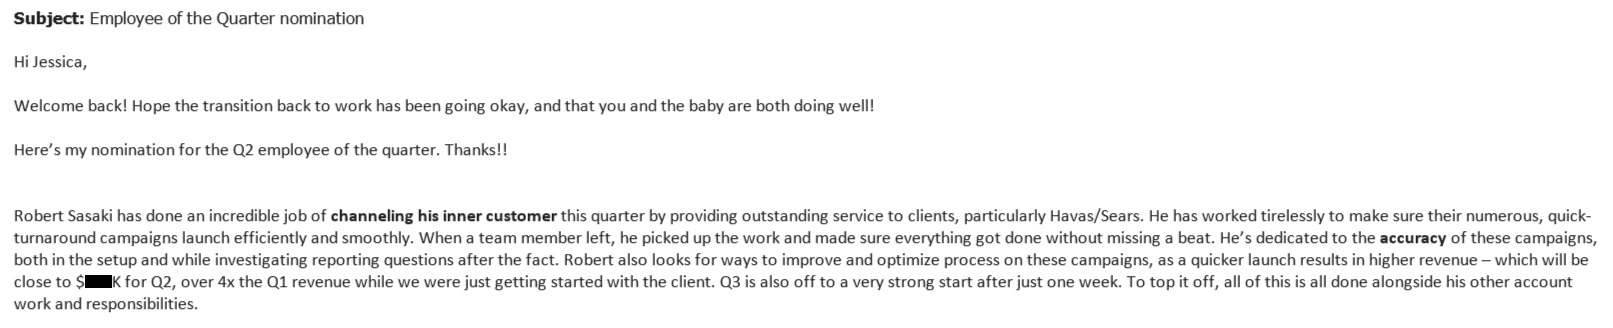 Subject: Employee of the Quarter nomination
Hi Jessica,
Welcome back! Hope the transition back to work has been going okay, and that you and the baby are both doing well!
Here’s my nomination for the Q2 employee of the quarter. Thanks!!
Robert Sasaki has done an incredible job of channeling his inner customer this quarter by providing outstanding service to clients, particularly Havas/Sears. He has worked tirelessly to make sure their numerous, quick-
turnaround campaigns launch efficiently and smoothly. When a team member left, he picked up the work and made sure everything got done without missing a beat. He’s dedicated to the accuracy of these campaigns,
both in the setup and while investigating reporting questions after the fact. Robert also looks for ways to improve and optimize process on these campaigns, as a quicker launch results in higher revenue – which will be
close to $K for Q2, over 4x the Q1 revenue while we were just getting started with the client. Q3 is also off to a very strong start after just one week. To top it off, all of this is all done alongside his other account
work and responsibilities.